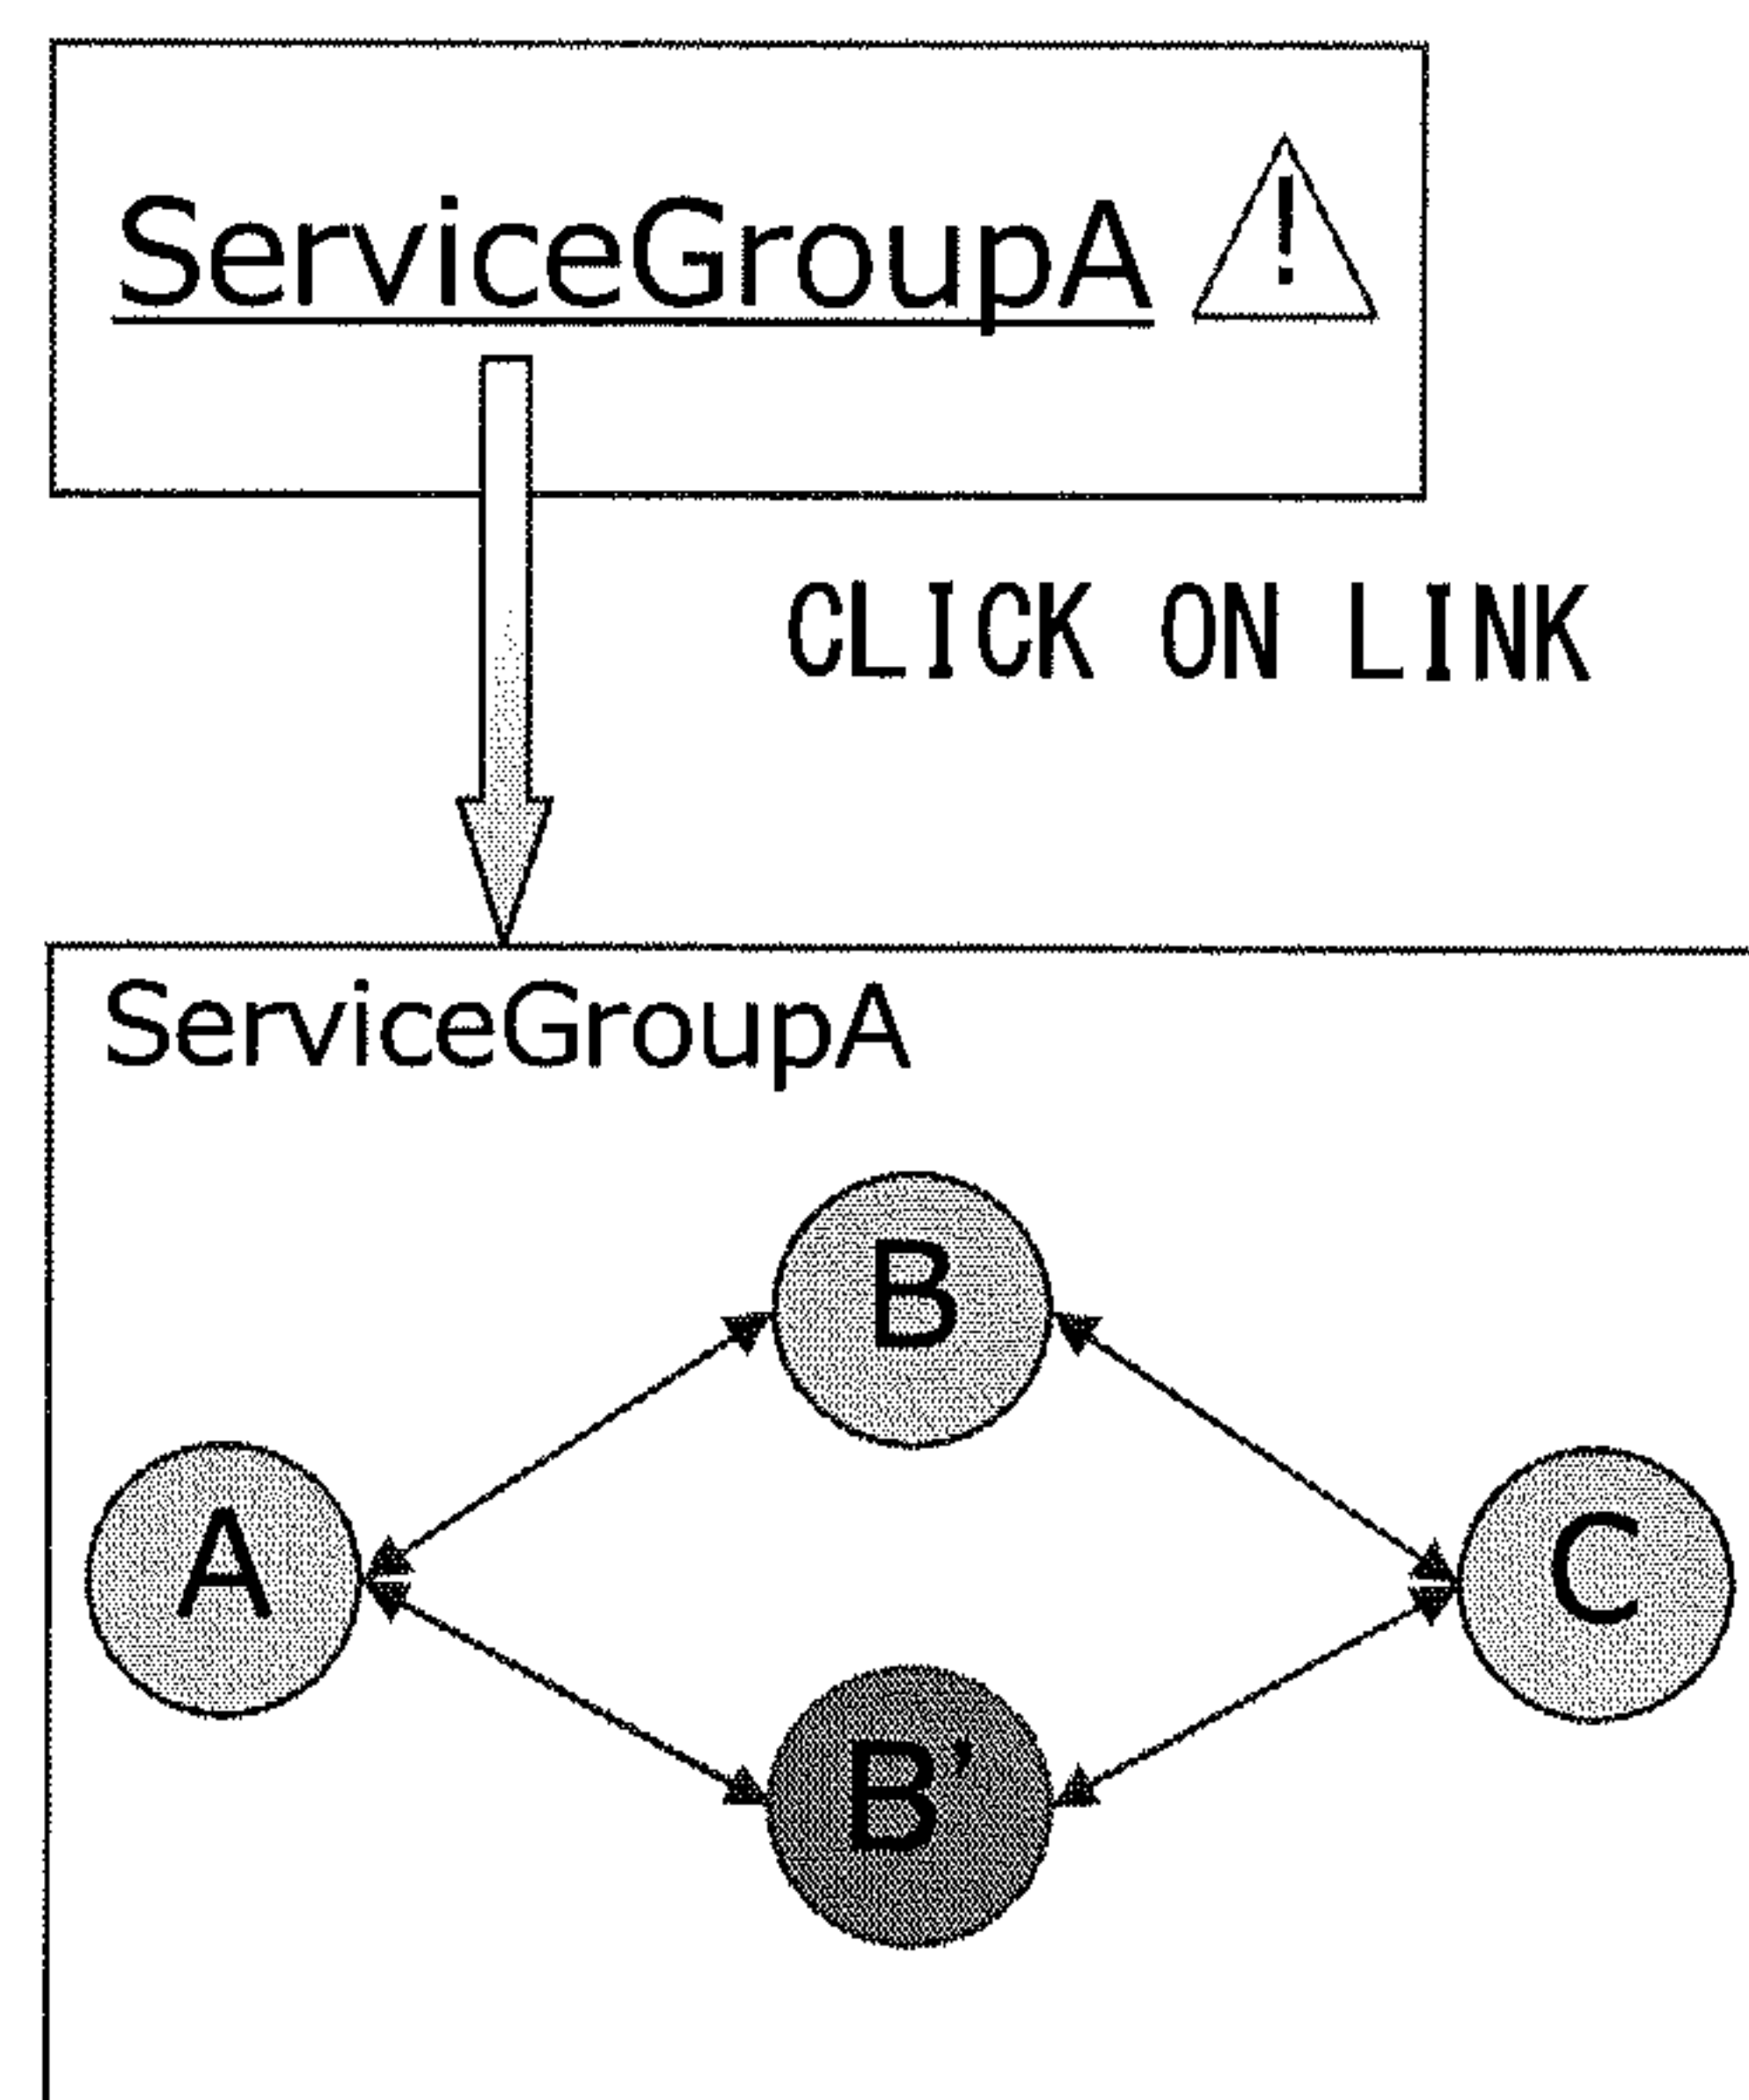 ServiceGroupA !
CLICK ON LINK
ServiceGroupA
B
A
C
B'